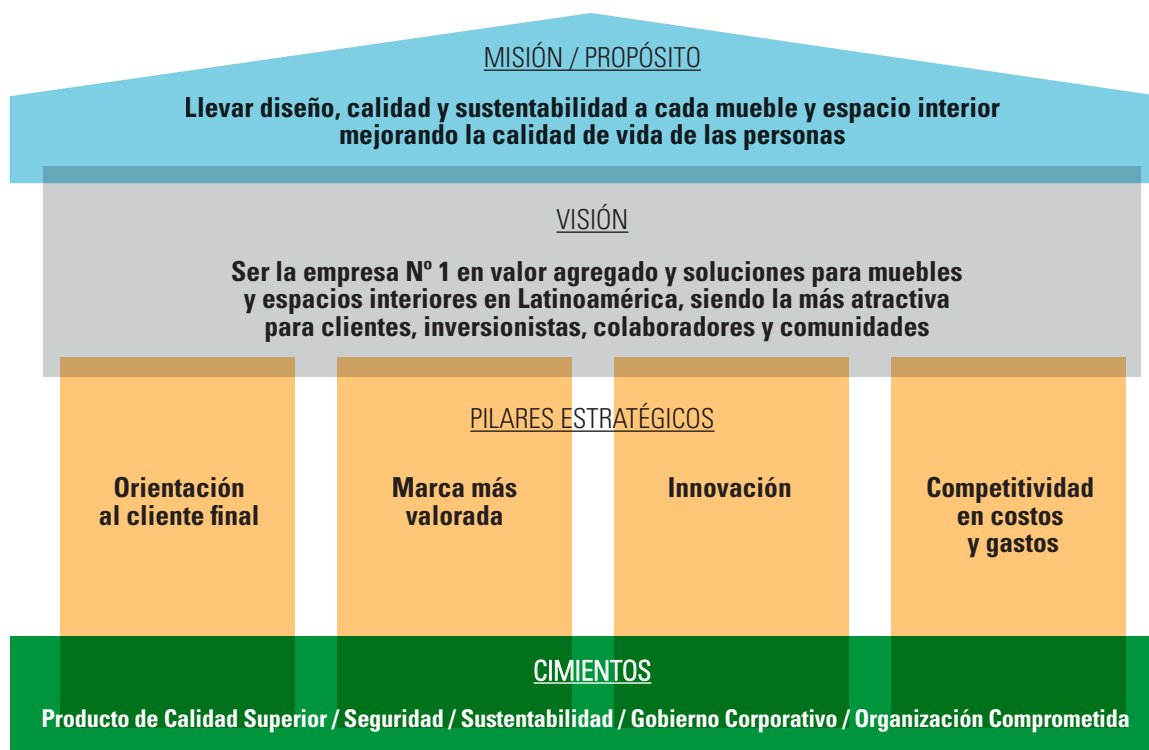 MISIÓN / PROPÓSITO
Llevar diseño, calidad y sustentabilidad a cada mueble y espacio interior
mejorando la calidad de vida de las personas
VISIÓN
Ser la empresa Nº 1 en valor agregado y soluciones para muebles
y espacios interiores en Latinoamérica, siendo la más atractiva
para clientes, inversionistas, colaboradores y comunidades
PILARES ESTRATÉGICOS
Orientación
al cliente final
Marca más
valorada
Innovación
Competitividad
en costos
y gastos
CIMIENTOS
Producto de Calidad Superior / Seguridad / Sustentabilidad / Gobierno Corporativo / Organización Comprometida